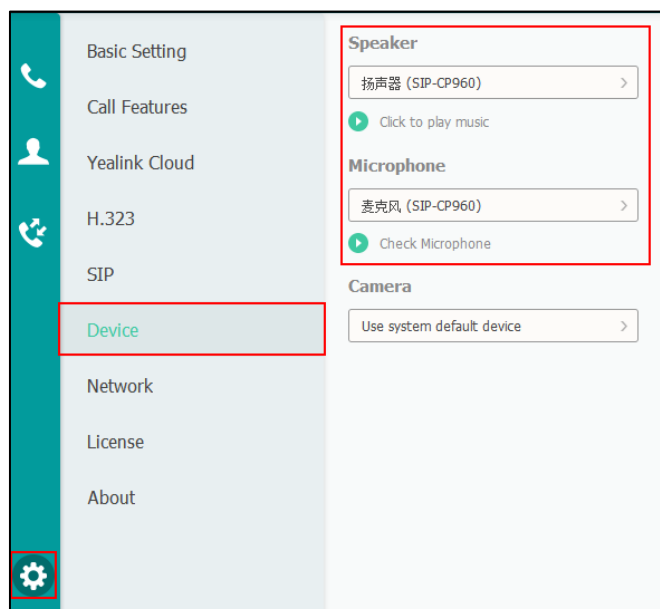 Basic Setting
Call Features
Yealink Cloud
H.323
SIP
Device
Network
License
About
Speaker
扬声器 (SIP-CP960)
Click to play music
Microphone
麦克风 (SIP-CP960)
Check Microphone
Camera
Use system default device